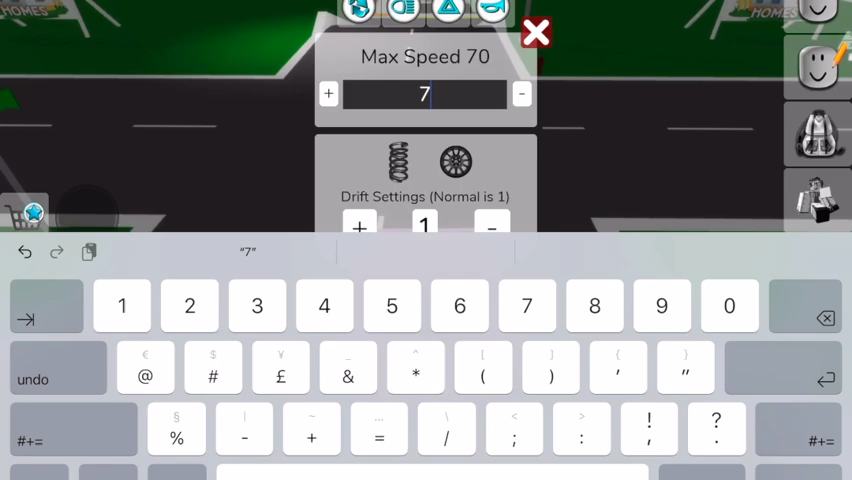 HOMES
HOMES
Max Speed 70
+ 7 -
Drift Settings (Normal is 1)
+ 1 -
"7"
1 2 3 4 5 6 7 8 9 0
€ $ ¥ _ ^ [ ] { }
undo @ # £ & * ( ) ' "
§ | ~ … \ < > ! ?
#+= % - + = / ; : , . #+=